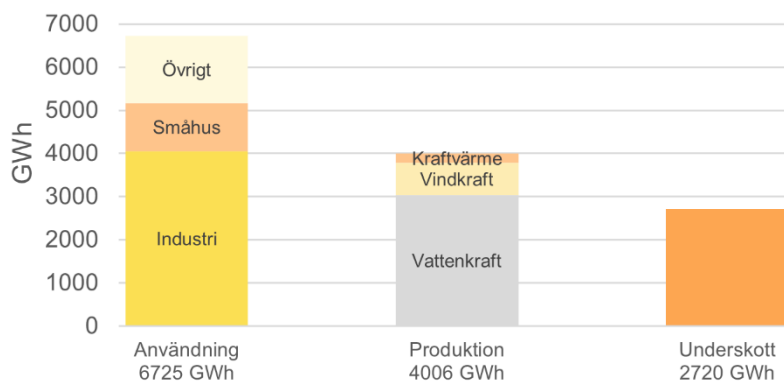 7000
6000
5000
4000
3000
2000
1000
0
GWh
Övrigt
Småhus
Industri
Kraftvärme
Vindkraft
Vattenkraft
Användning
6725 GWh
Produktion
4006 GWh
Underskott
2720 GWh